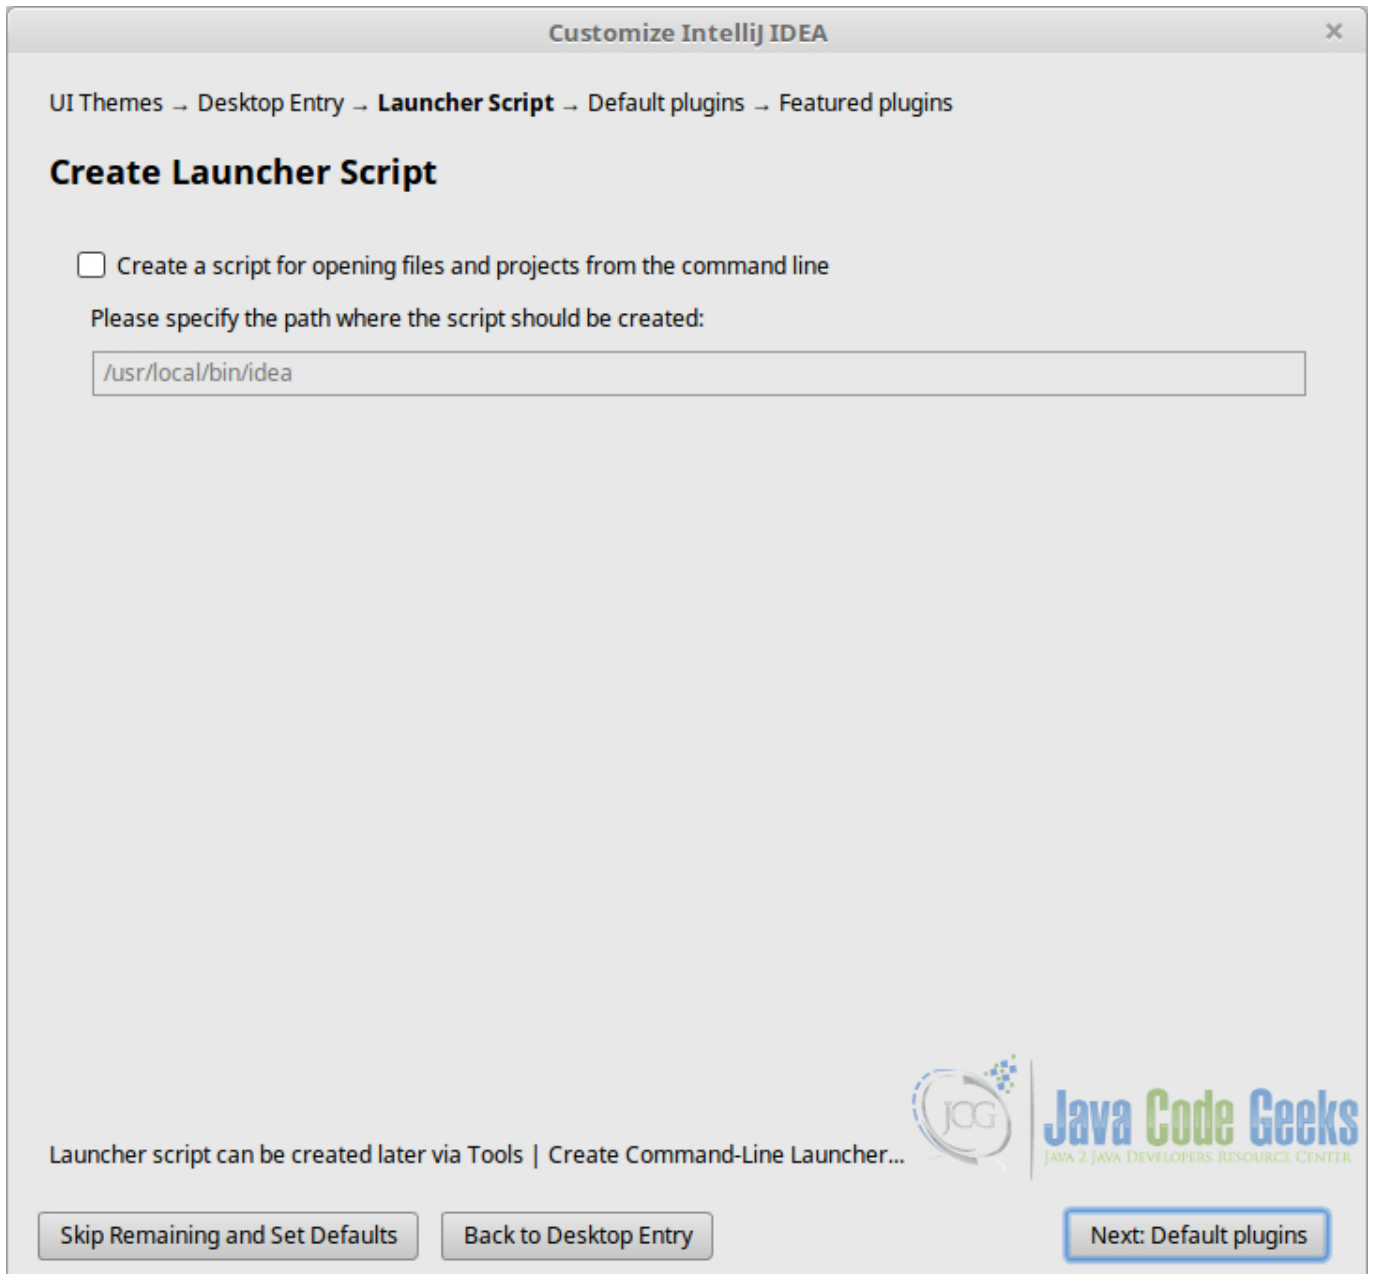 Customize IntelliJ IDEA
UI Themes → Desktop Entry → Launcher Script → Default plugins → Featured plugins
Create Launcher Script
Create a script for opening files and projects from the command line
Please specify the path where the script should be created:
/usr/local/bin/idea
JCG
Java Code Geeks
JAVA 2 JAVA DEVELOPERS RESOURCE CENTER
Launcher script can be created later via Tools | Create Command-Line Launcher...
Skip Remaining and Set Defaults
Back to Desktop Entry
Next: Default plugins